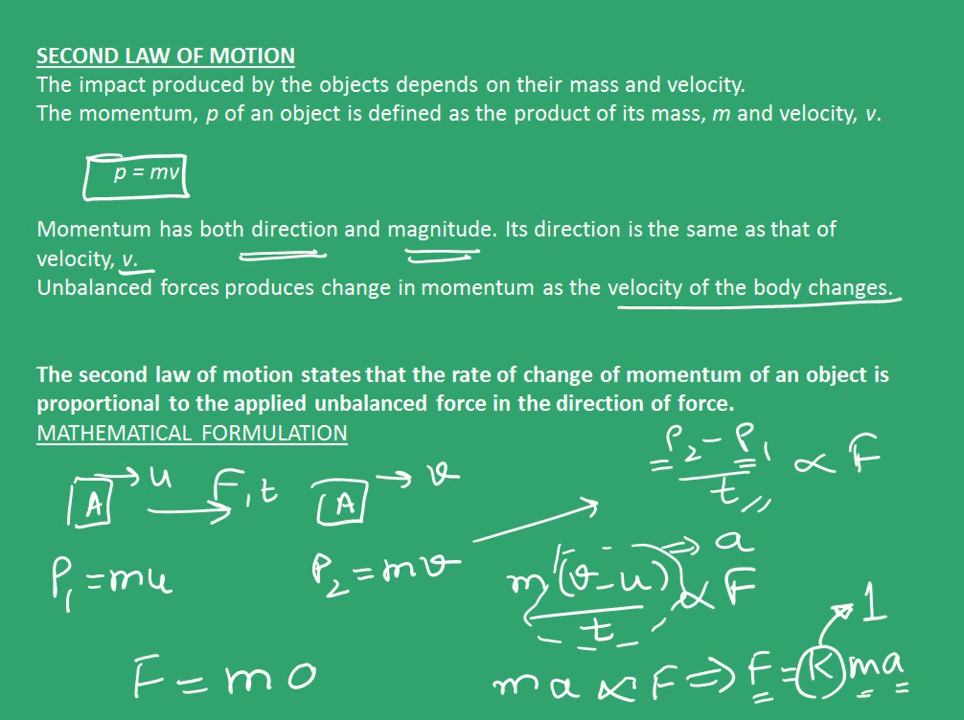 SECOND LAW OF MOTION
The impact produced by the objects depends on their mass and velocity.
The momentum, p of an object is defined as the product of its mass, m and velocity, v.
p = mv
Momentum has both direction and magnitude. Its direction is the same as that of
velocity, v.
Unbalanced forces produces change in momentum as the velocity of the body changes.
The second law of motion states that the rate of change of momentum of an object is
proportional to the applied unbalanced force in the direction of force.
MATHEMATICAL FORMULATION
A → u F, t A → v
P₁ = mu P₂ = mv
(P₂ - P₁)/t ∝ F
m(v-u)/t ∝ F ⇒ a
ma ∝ F ⇒ F = Kma → 1
F = mo